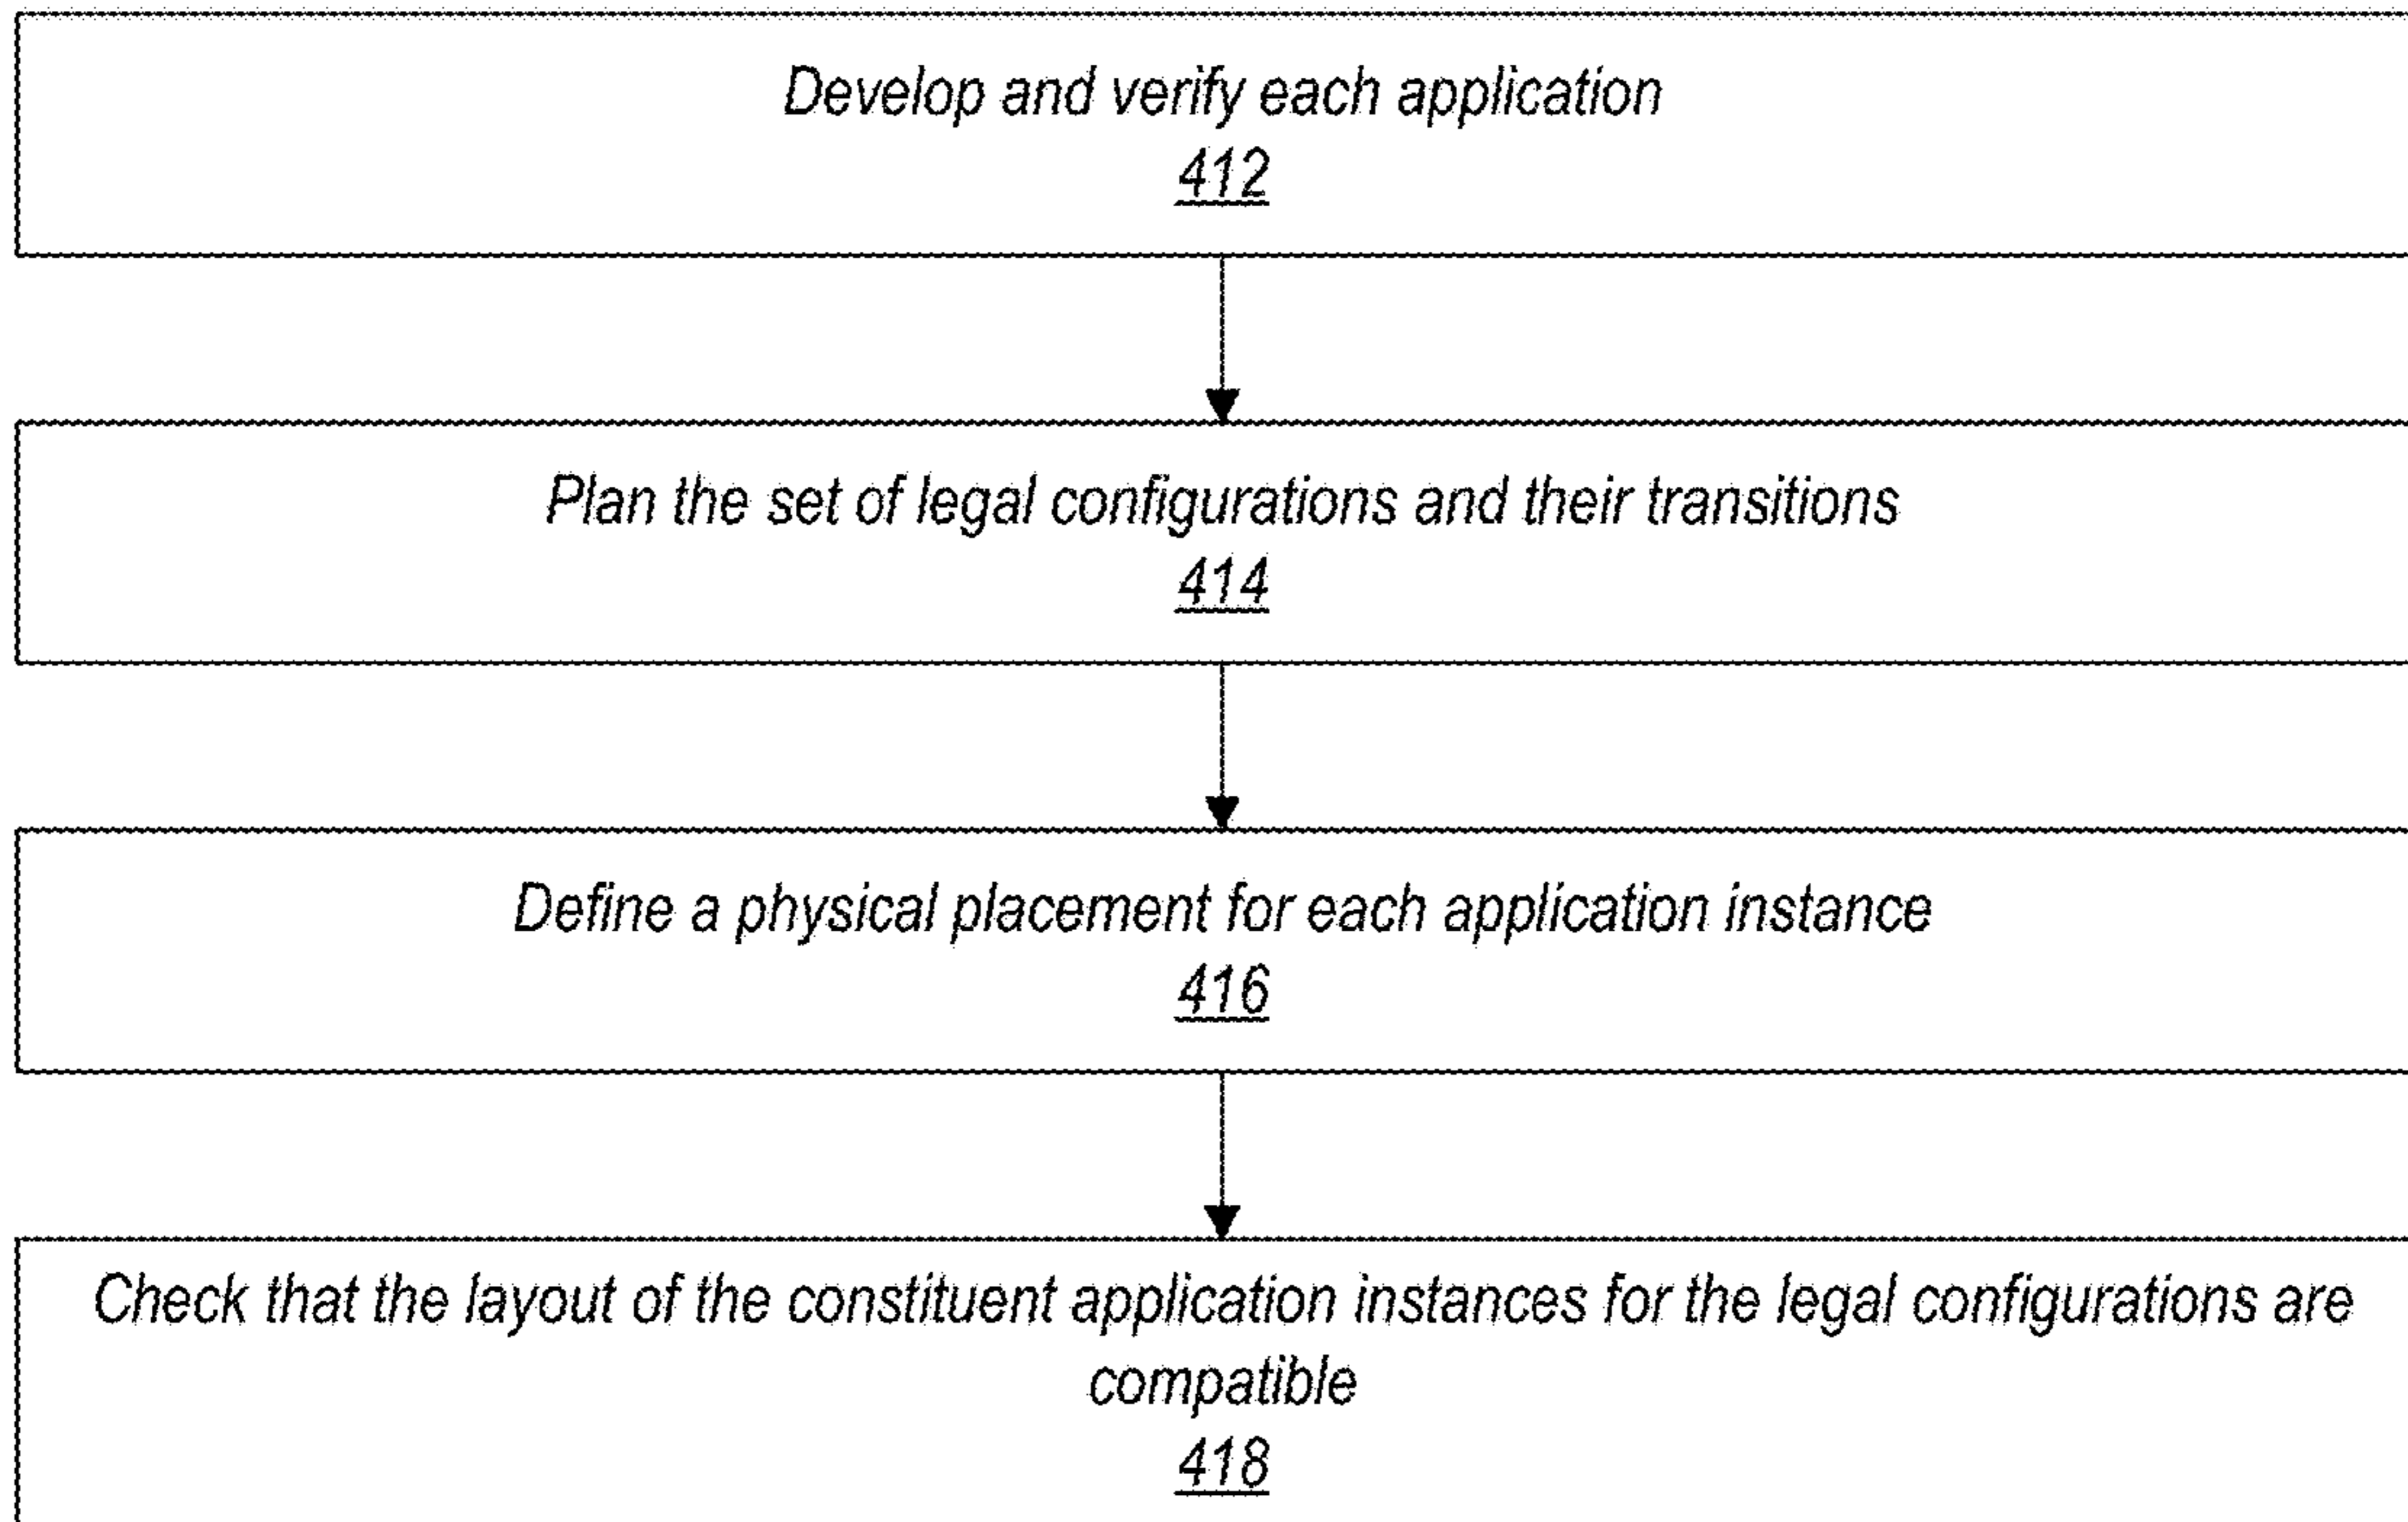 Develop and verify each application
412
Plan the set of legal configurations and their transitions
414
Define a physical placement for each application instance
416
Check that the layout of the constituent application instances for the legal configurations are
compatible
418